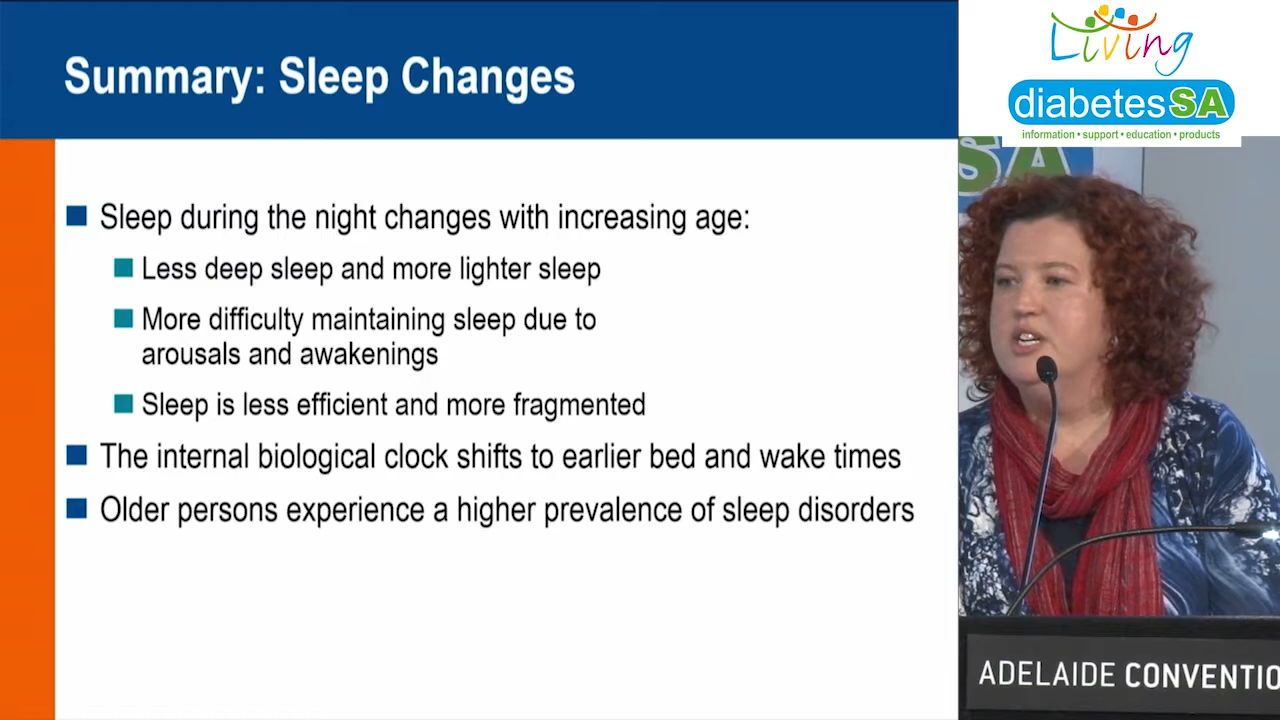 Summary: Sleep Changes
Sleep during the night changes with increasing age:
Less deep sleep and more lighter sleep
More difficulty maintaining sleep due to
arousals and awakenings
Sleep is less efficient and more fragmented
The internal biological clock shifts to earlier bed and wake times
Older persons experience a higher prevalence of sleep disorders
Living
diabetesSA
information • support • education • products
SA
ADELAIDE CONVENTIO